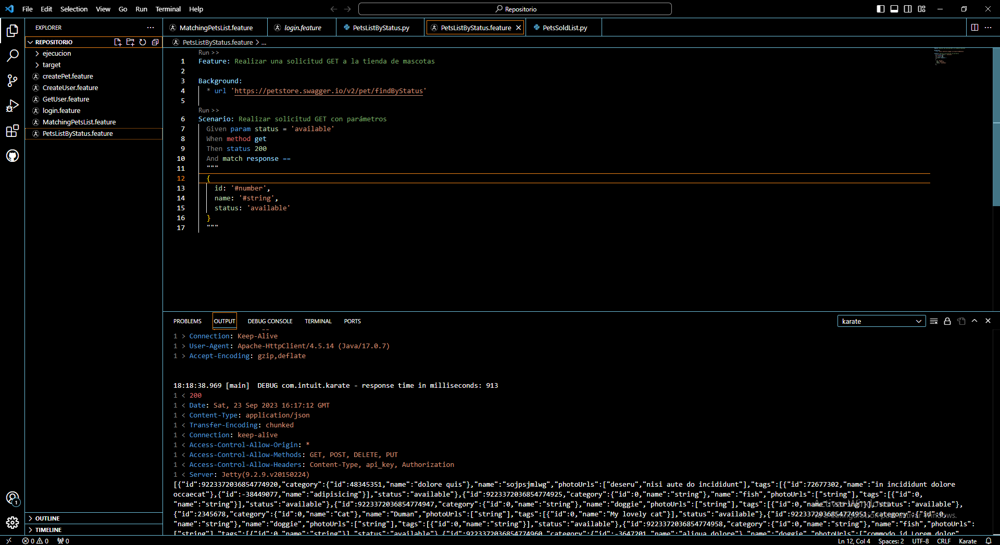 File Edit Selection View Go Run Terminal Help
Repositorio
EXPLORER
MatchingPetsList.feature
login.feature
PetsListByStatus.py
PetsListByStatus.feature
PetsSoldList.py
REPOSITORIO
PetsListByStatus.feature > ...
ejecucion
target
createPet.feature
CreateUser.feature
GetUser.feature
login.feature
MatchingPetsList.feature
PetsListByStatus.feature
Run >>
1 Feature: Realizar una solicitud GET a la tienda de mascotas
2
3 Background:
4 * url 'https://petstore.swagger.io/v2/pet/findByStatus'
5
Run >>
6 Scenario: Realizar solicitud GET con parámetros
7 Given param status = 'available'
8 When method get
9 Then status 200
10 And match response ==
11 """
12 {
13 id: '#number',
14 name: '#string',
15 status: 'available'
16 }
17 """
PROBLEMS OUTPUT DEBUG CONSOLE TERMINAL PORTS
karate
1 > Connection: Keep-Alive
1 > User-Agent: Apache-HttpClient/4.5.14 (Java/17.0.7)
1 > Accept-Encoding: gzip,deflate
18:18:38.969 [main]  DEBUG com.intuit.karate - response time in milliseconds: 913
1 < 200
1 < Date: Sat, 23 Sep 2023 16:17:12 GMT
1 < Content-Type: application/json
1 < Transfer-Encoding: chunked
1 < Connection: keep-alive
1 < Access-Control-Allow-Origin: *
1 < Access-Control-Allow-Methods: GET, POST, DELETE, PUT
1 < Access-Control-Allow-Headers: Content-Type, api_key, Authorization
1 < Server: Jetty(9.2.9.v20150224)
[{"id":9223372036854774920,"category":{"id":48345351,"name":"dolore quis"},"name":"sojpsjmlwg","photoUrls":["deseru","nisi aute do incididunt"],"tags":[{"id":72677302,"name":"in incididunt dolore
occaecat"},{"id":-38449077,"name":"adipisicing"}],"status":"available"},{"id":9223372036854774925,"category":{"id":0,"name":"string"},"name":"fish","photoUrls":["string"],"tags":[{"id":0,
"name":"string"}],"status":"available"},{"id":9223372036854774947,"category":{"id":0,"name":"string"},"name":"doggie","photoUrls":["string"],"tags":[{"id":0,"name":"string"}],"status":"available"},
{"id":2345678,"category":{"id":0,"name":"Cat"},"name":"Duman","photoUrls":["string"],"tags":[{"id":0,"name":"My lovely cat"}],"status":"available"},{"id":9223372036854774951,"category":{"id":0,
"name":"string"},"name":"doggie","photoUrls":["string"],"tags":[{"id":0,"name":"string"}],"status":"available"},{"id":9223372036854774958,"category":{"id":0,"name":"string"},"name":"fish","photoUrls":
["string"],"tags":[{"id":0,"name":"string"}],"status":"available"},{"id":9223372036854774960,"category":{"id":-3647201,"name":"aliqua dolore"},"name":"doggie","photoUrls":["commodo id Lorem dolor"
Activar Windows
Ve a Configuración para activar Windows.
1
OUTLINE
TIMELINE
0 0 0
Ln 12, Col 4 Spaces: 2 UTF-8 CRLF Karate